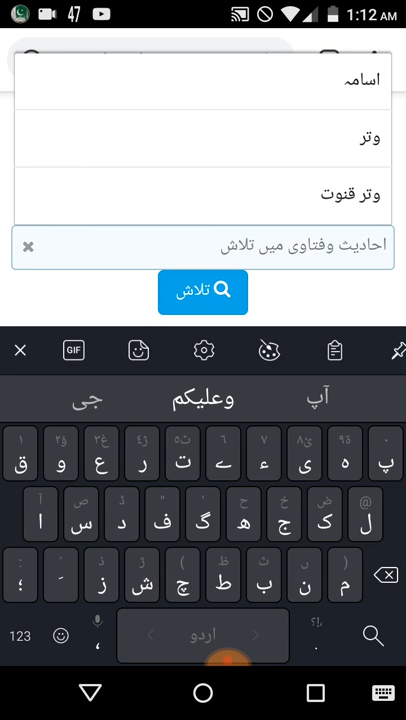 47
1:12 AM
اسامہ
وتر
وتر قنوت
احادیث وفتاوی میں تلاش
تلاش
GIF
جی وعلیکم آپ
ق و ع ر ت ے ء ی ہ پ
ا س د ف گ ھ ج ک ل
؛ َ ز ش چ ط ب ن م
123 ، اردو .